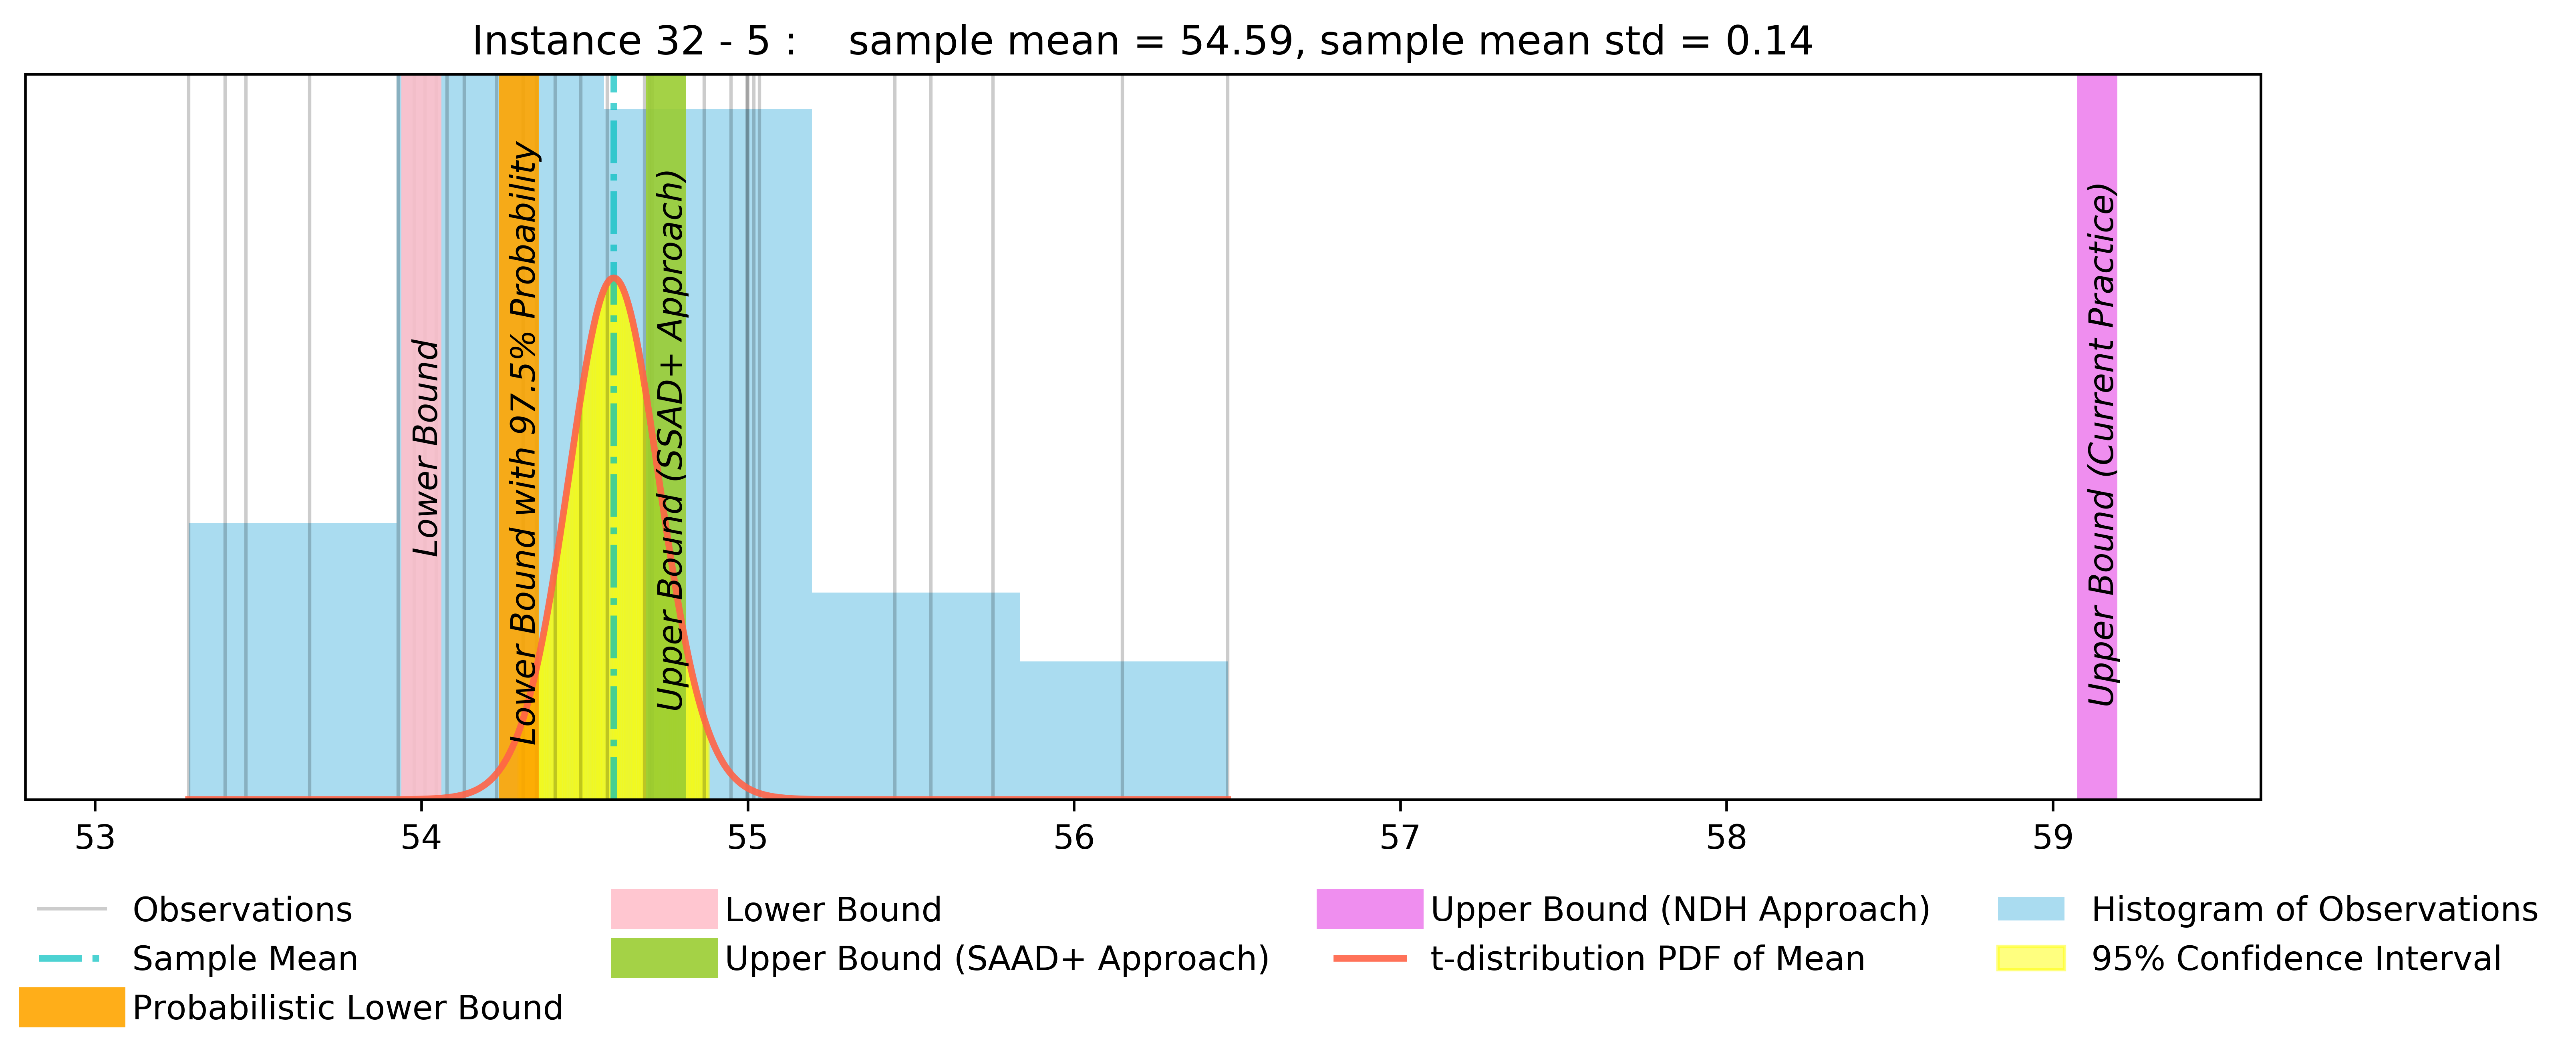 Instance 32 - 5 :    sample mean = 54.59, sample mean std = 0.14
Lower Bound
Lower Bound with 97.5% Probability
Upper Bound (SSAD+ Approach)
Upper Bound (Current Practice)
53 54 55 56 57 58 59
Observations
Sample Mean
Probabilistic Lower Bound
Lower Bound
Upper Bound (SAAD+ Approach)
Upper Bound (NDH Approach)
t-distribution PDF of Mean
Histogram of Observations
95% Confidence Interval